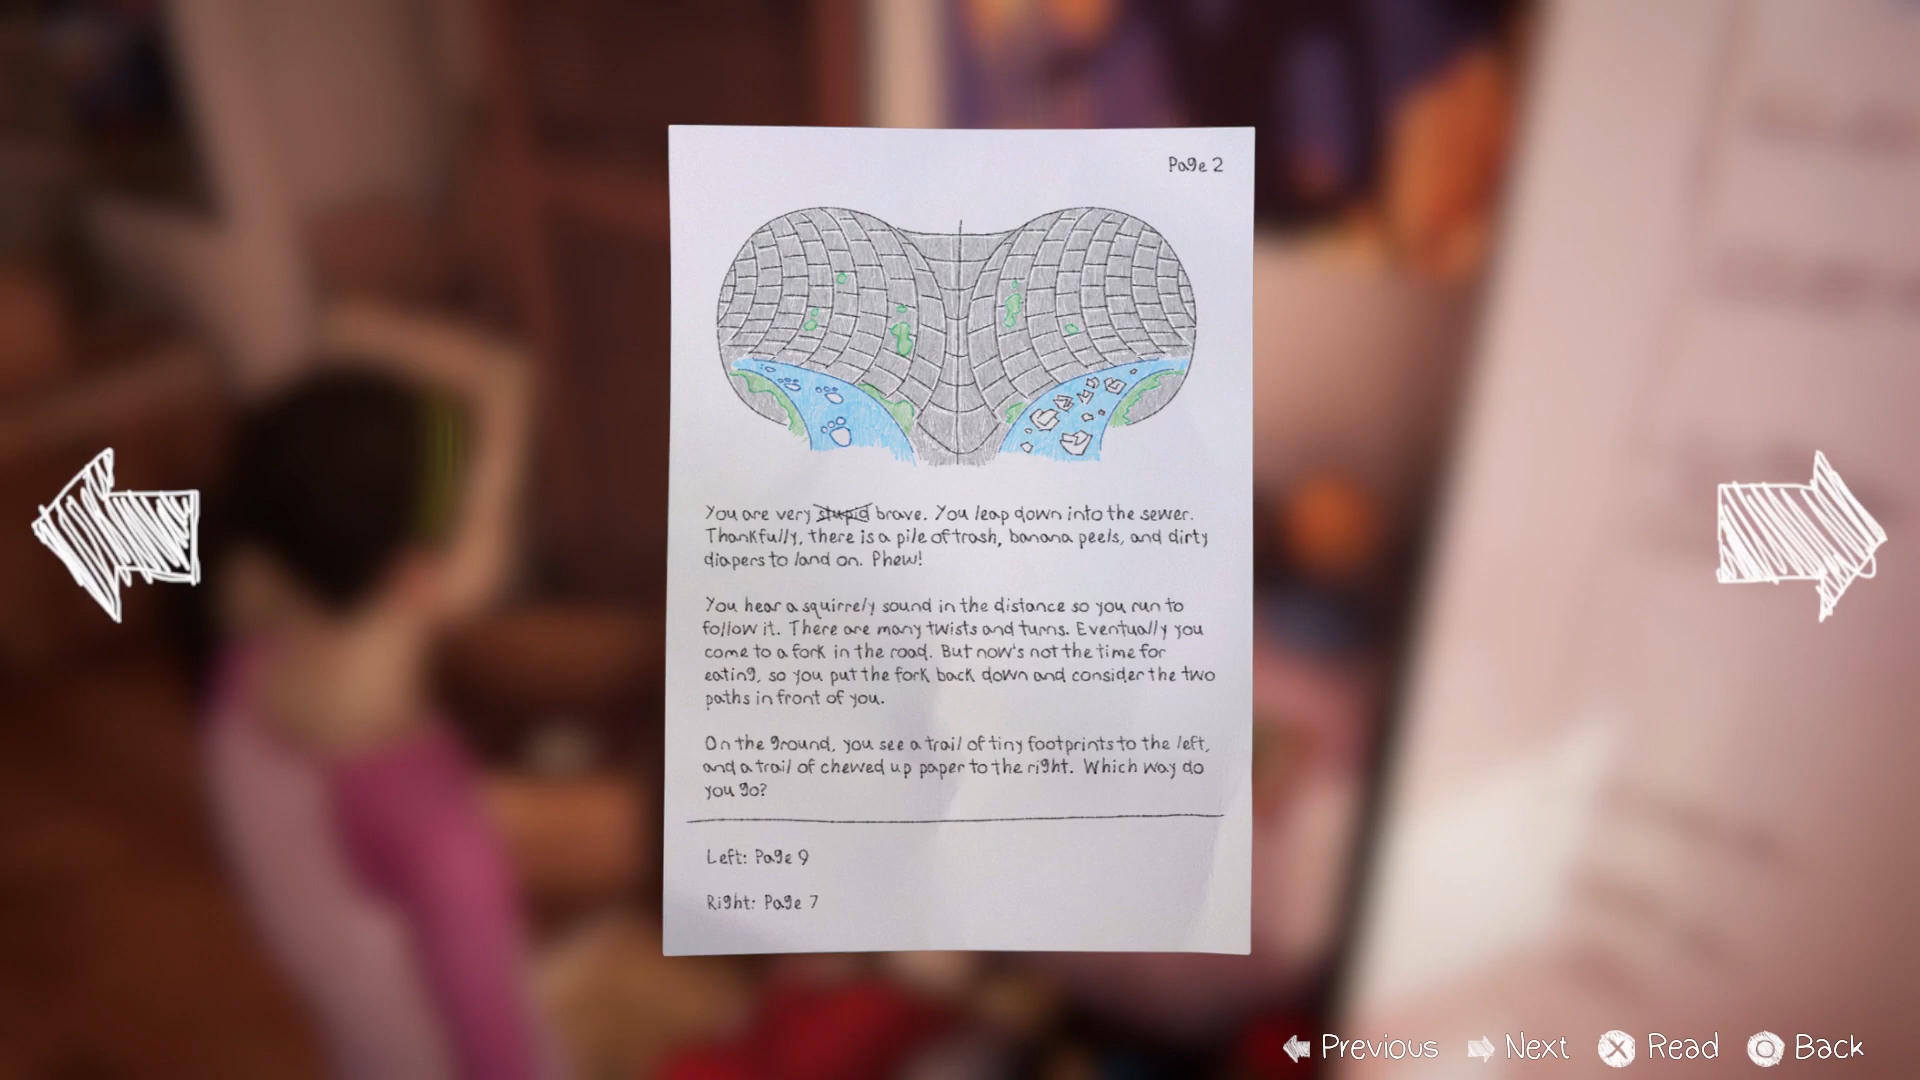 Page 2
You are very stupid brave. You leap down into the sewer.
Thankfully, there is a pile of trash, banana peels, and dirty
diapers to land on. Phew!
You hear a squirrely sound in the distance so you run to
follow it. There are many twists and turns. Eventually you
come to a fork in the road. But now's not the time for
eating, so you put the fork back down and consider the two
paths in front of you.
On the ground, you see a trail of tiny footprints to the left,
and a trail of chewed up paper to the right. Which way do
you go?
Left: Page 9
Right: Page 7
Previous Next Read Back